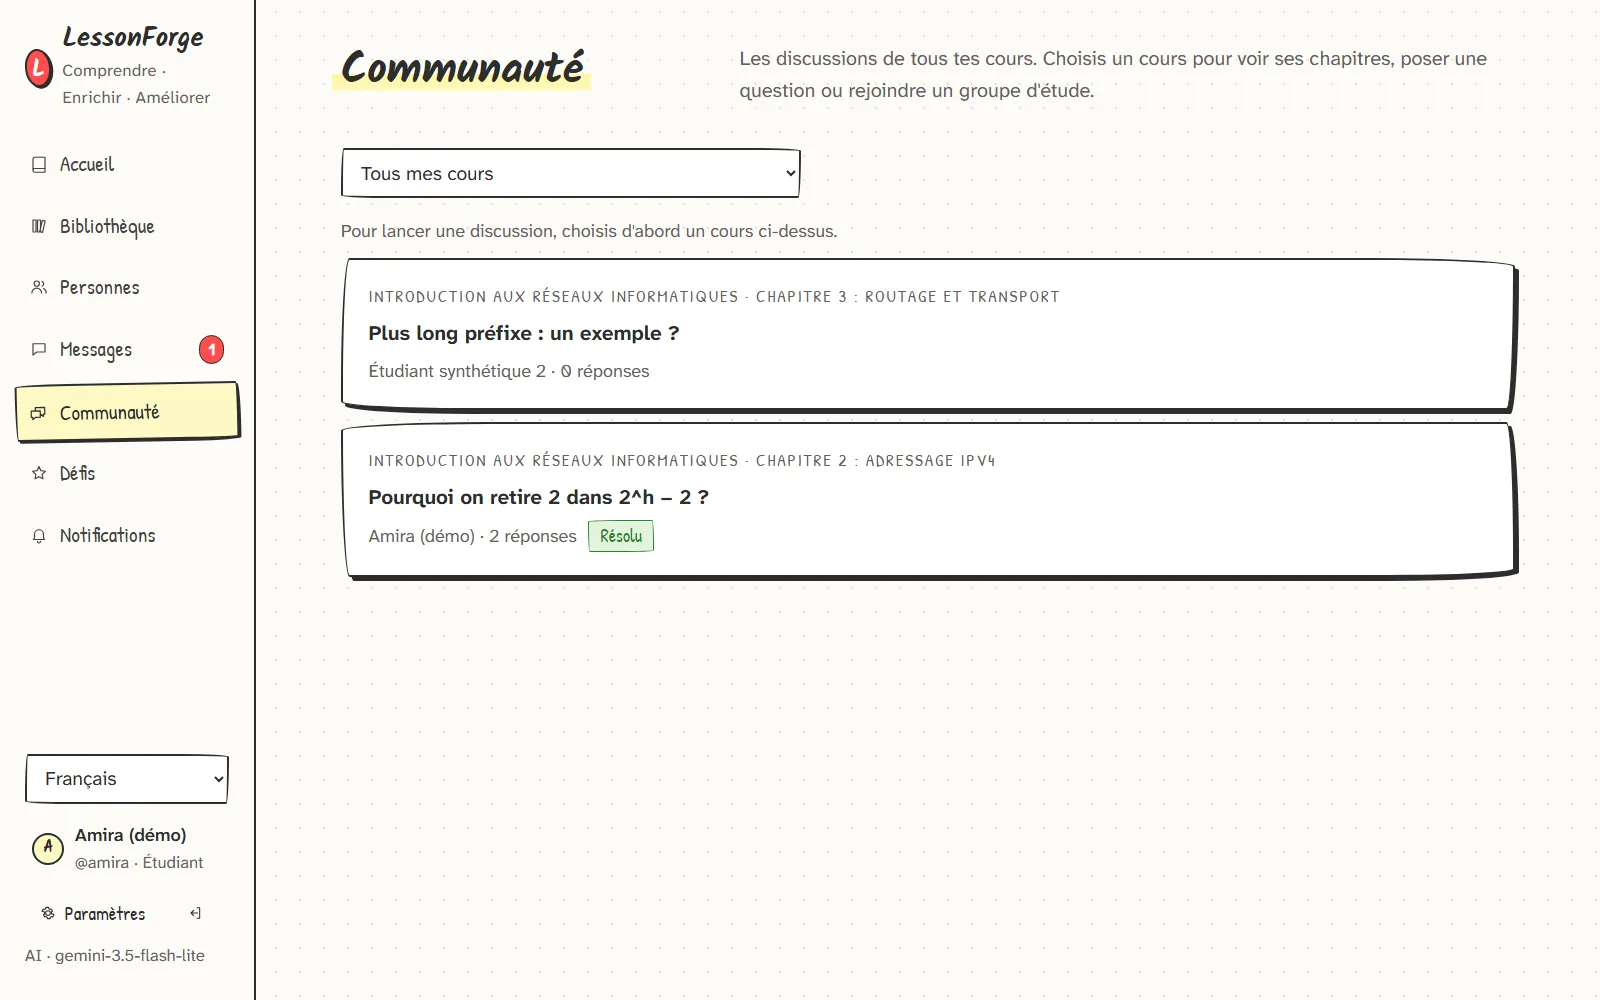 LessonForge
L
Comprendre ·
Enrichir · Améliorer
Accueil
Bibliothèque
Personnes
Messages
1
Communauté
Défis
Notifications
Français
A
Amira (démo)
@amira · Étudiant
Paramètres
AI · gemini-3.5-flash-lite
Communauté
Les discussions de tous tes cours. Choisis un cours pour voir ses chapitres, poser une
question ou rejoindre un groupe d'étude.
Tous mes cours
Pour lancer une discussion, choisis d'abord un cours ci-dessus.
INTRODUCTION AUX RÉSEAUX INFORMATIQUES · CHAPITRE 3 : ROUTAGE ET TRANSPORT
Plus long préfixe : un exemple ?
Étudiant synthétique 2 · 0 réponses
INTRODUCTION AUX RÉSEAUX INFORMATIQUES · CHAPITRE 2 : ADRESSAGE IPV4
Pourquoi on retire 2 dans 2^h – 2 ?
Amira (démo) · 2 réponses Résolu